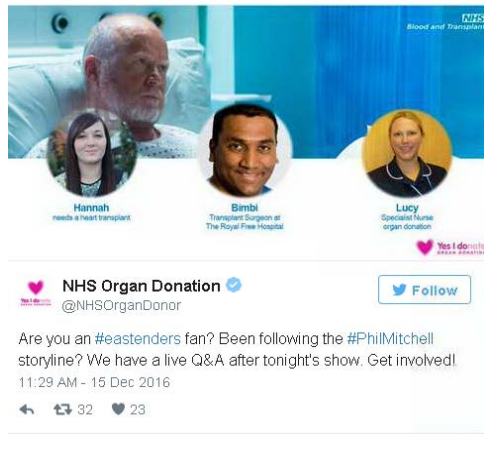 NHS
Blood and Transplant
Hannah
needs a heart transplant
Bimbi
Transplant Surgeon at
The Royal Free Hospital
Lucy
Specialist Nurse
organ donation
Yes I donate
ORGAN DONATION
NHS Organ Donation
@NHSOrganDonor
Follow
Are you an #eastenders fan? Been following the #PhilMitchell
storyline? We have a live Q&A after tonight's show. Get involved!
11:29 AM - 15 Dec 2016
32 23